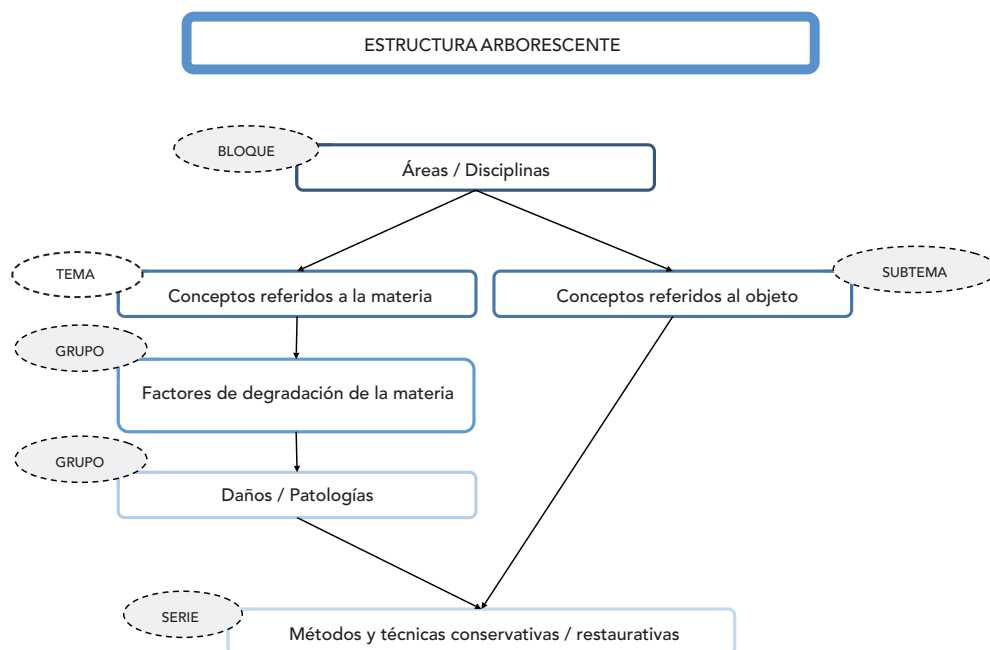 ESTRUCTURA ARBORESCENTE
BLOQUE
Áreas / Disciplinas
TEMA
Conceptos referidos a la materia
Conceptos referidos al objeto
SUBTEMA
GRUPO
Factores de degradación de la materia
GRUPO
Daños / Patologías
SERIE
Métodos y técnicas conservativas / restaurativas